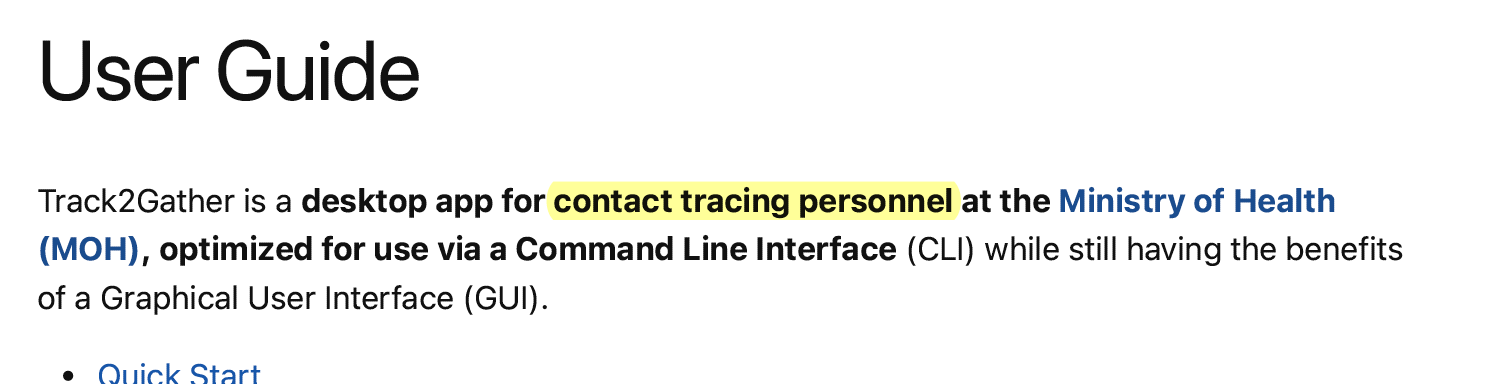 User Guide
Track2Gather is a desktop app for contact tracing personnel at the Ministry of Health
(MOH), optimized for use via a Command Line Interface (CLI) while still having the benefits
of a Graphical User Interface (GUI).
• Quick Start